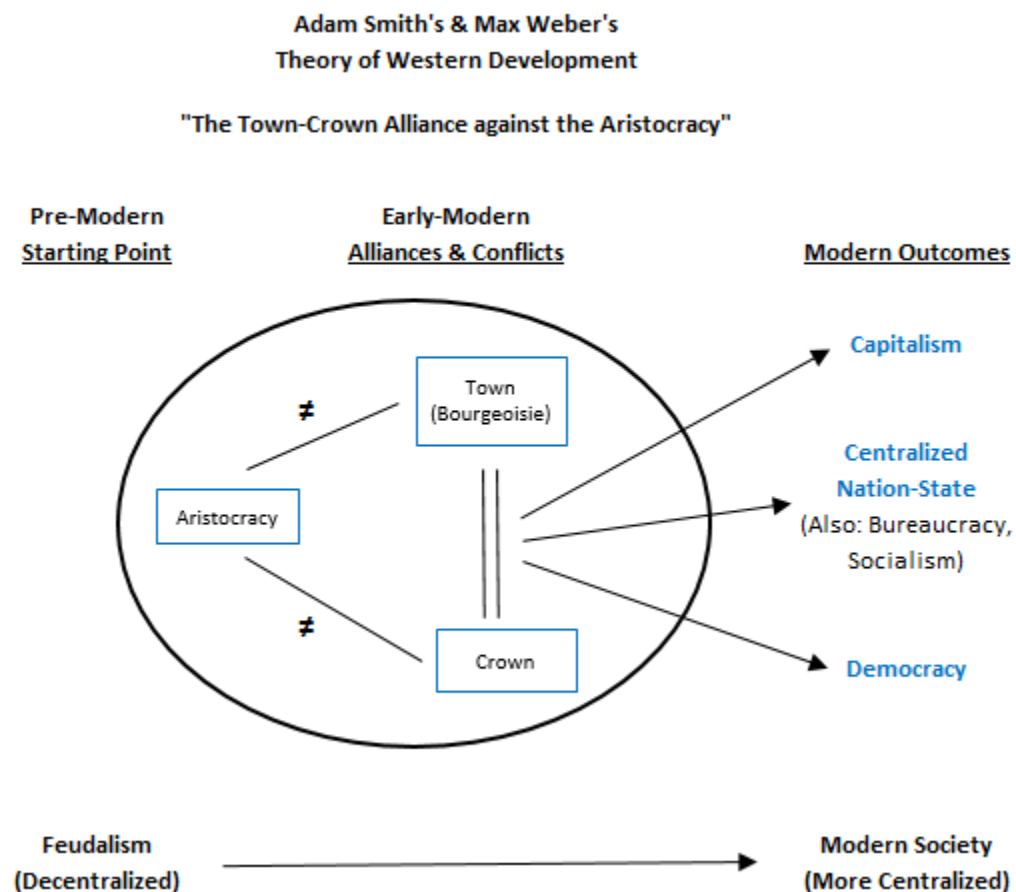 Adam Smith's & Max Weber's
Theory of Western Development
"The Town-Crown Alliance against the Aristocracy"
Pre-Modern
Starting Point
Early-Modern
Alliances & Conflicts
Modern Outcomes
Capitalism
Town
(Bourgeoisie)
≠
Centralized
Nation-State
(Also: Bureaucracy,
Socialism)
Aristocracy
≠
Crown
Democracy
Feudalism
(Decentralized)
Modern Society
(More Centralized)